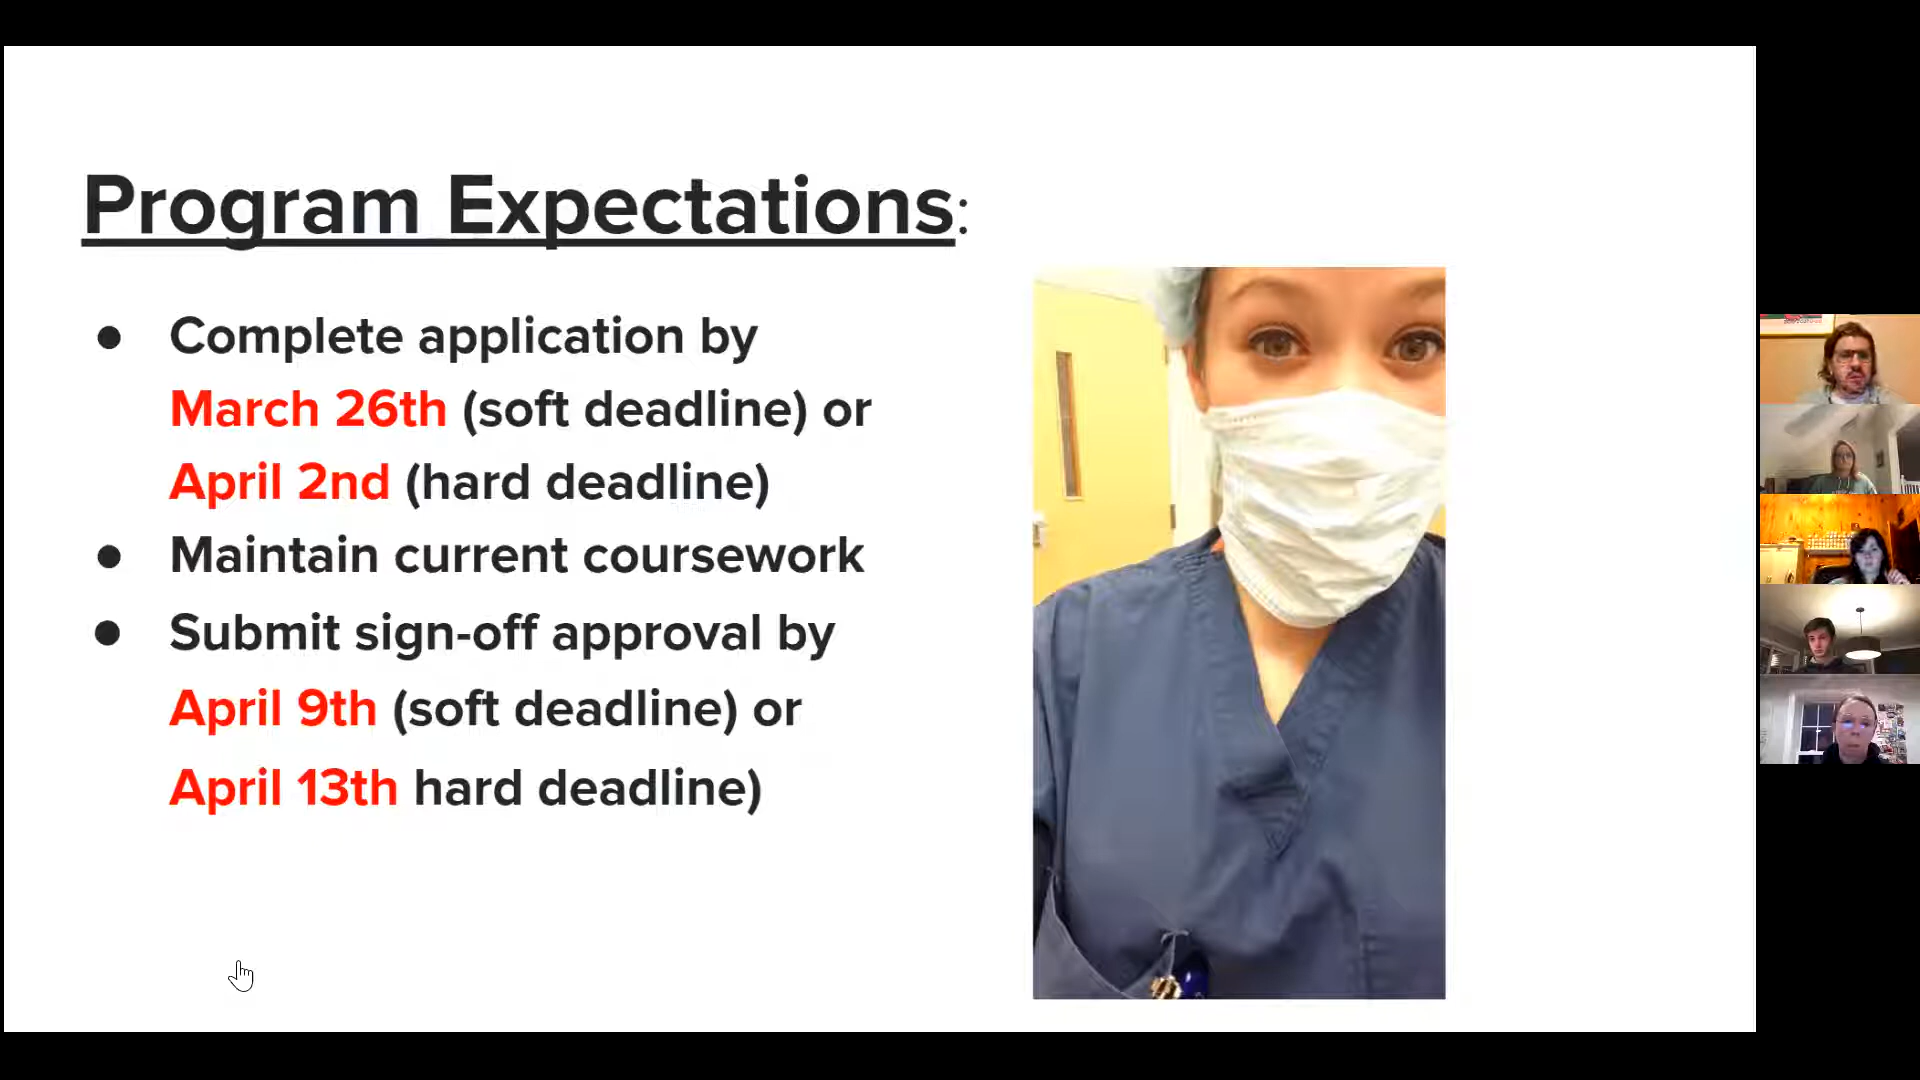 Program Expectations:
● Complete application by
March 26th (soft deadline) or
April 2nd (hard deadline)
● Maintain current coursework
● Submit sign-off approval by
April 9th (soft deadline) or
April 13th hard deadline)